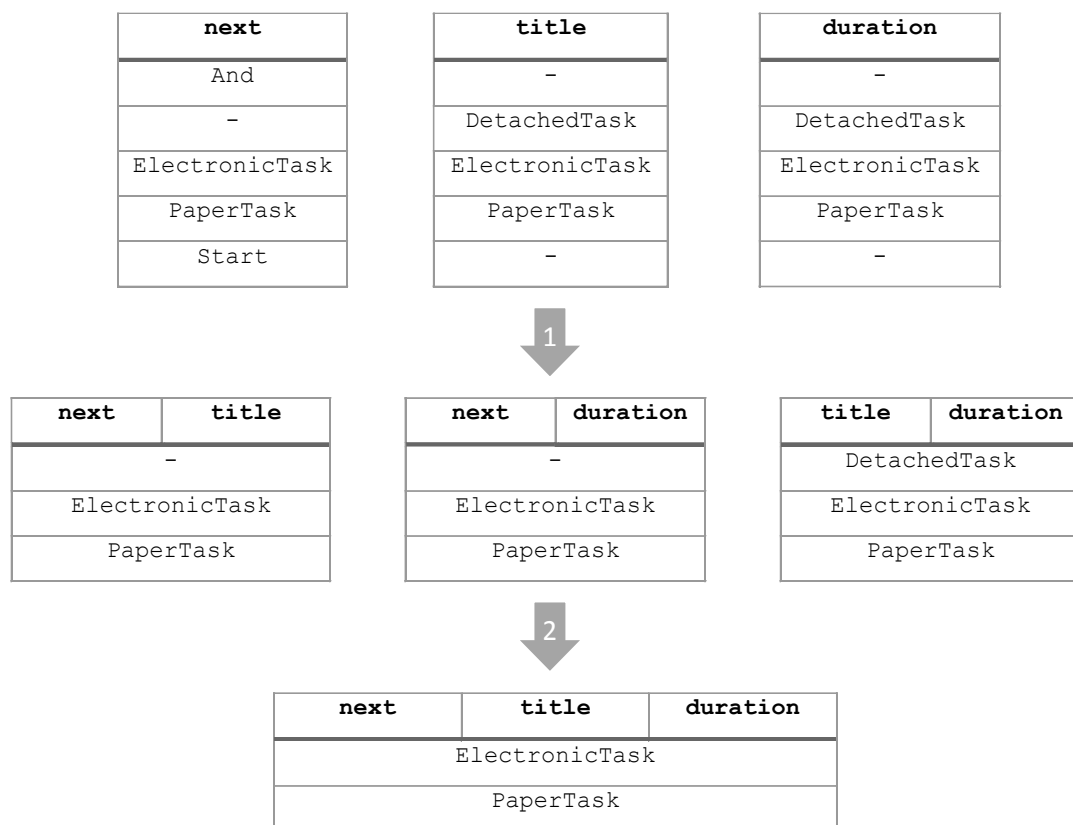 next title duration
And - -
- DetachedTask DetachedTask
ElectronicTask ElectronicTask ElectronicTask
PaperTask PaperTask PaperTask
Start - -
1
next title next duration title duration
- - DetachedTask
ElectronicTask ElectronicTask ElectronicTask
PaperTask PaperTask PaperTask
2
next title duration
ElectronicTask
PaperTask